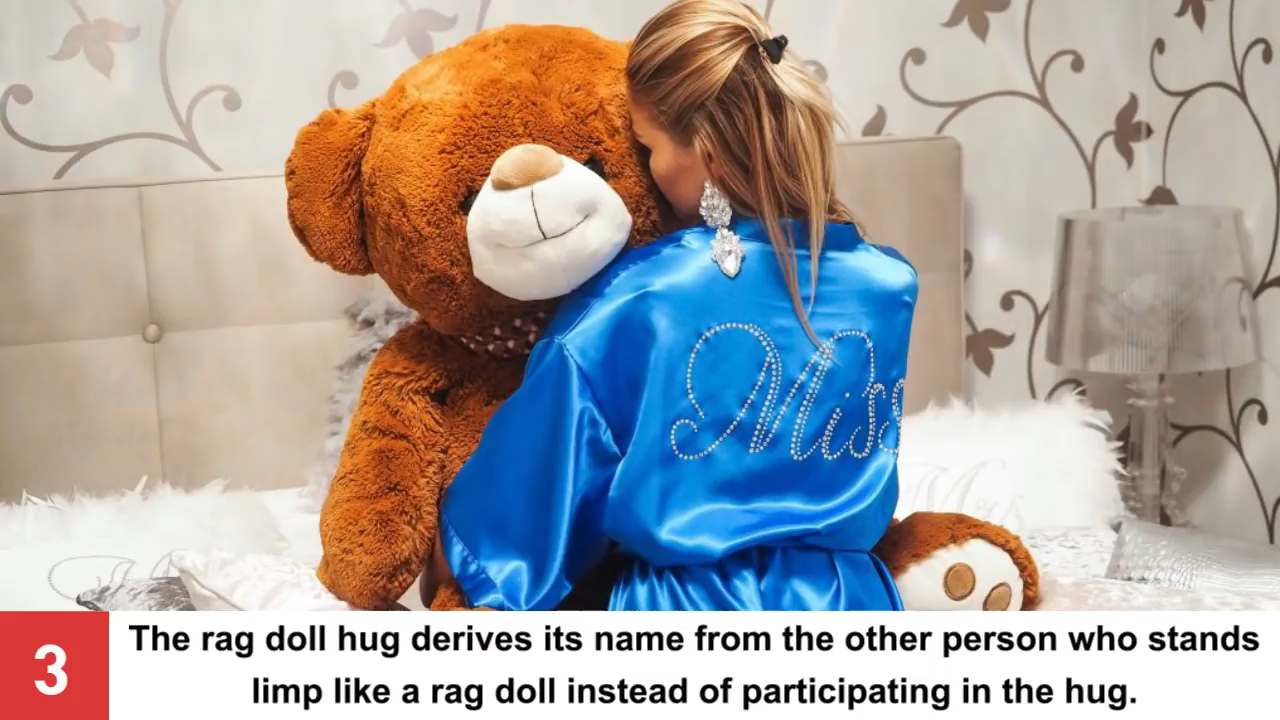 Miss
Mrs
3
The rag doll hug derives its name from the other person who stands
limp like a rag doll instead of participating in the hug.